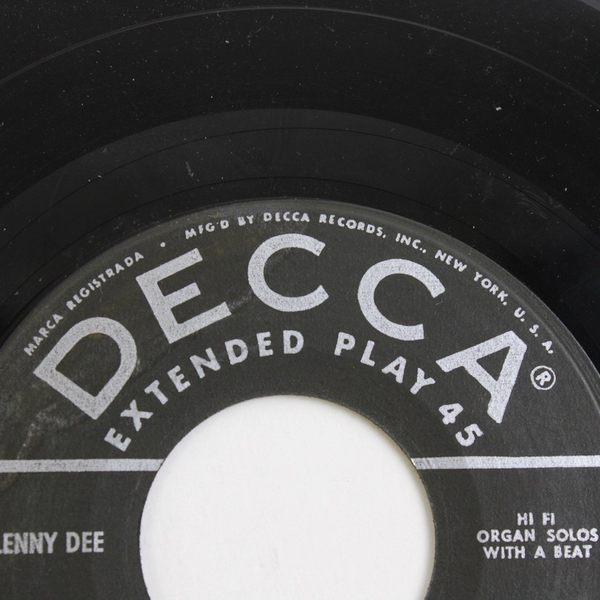 MARCA REGISTRADA • MFG'D BY DECCA RECORDS, INC., NEW YORK, U. S. A.
DECCA®
EXTENDED PLAY 45
LENNY DEE
HI FI
ORGAN SOLOS
WITH A BEAT